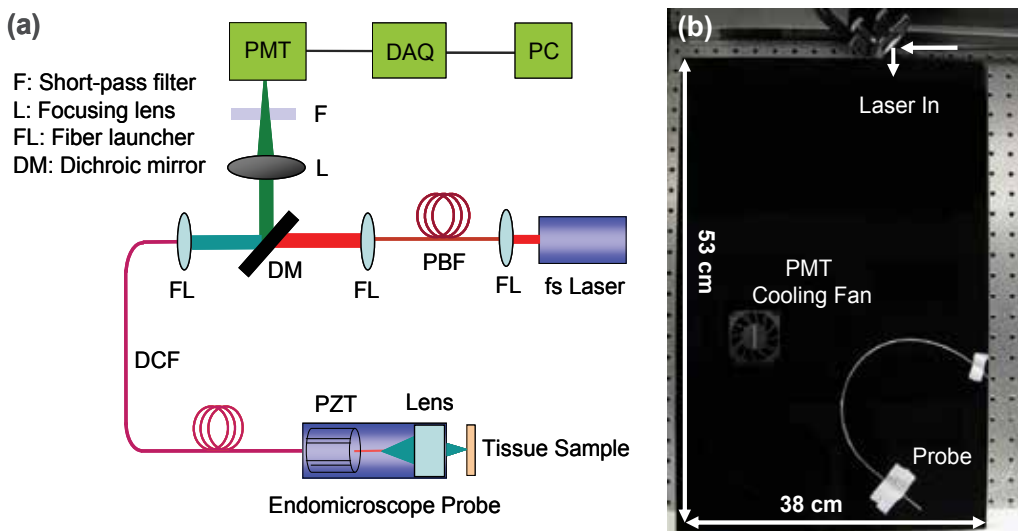 (a)
PMT
DAQ
PC
F: Short-pass filter
L: Focusing lens
FL: Fiber launcher
DM: Dichroic mirror
F
L
FL
DM
FL
PBF
FL
fs Laser
DCF
PZT
Lens
Tissue Sample
Endomicroscope Probe
(b)
Laser In
53 cm
PMT
Cooling Fan
Probe
38 cm